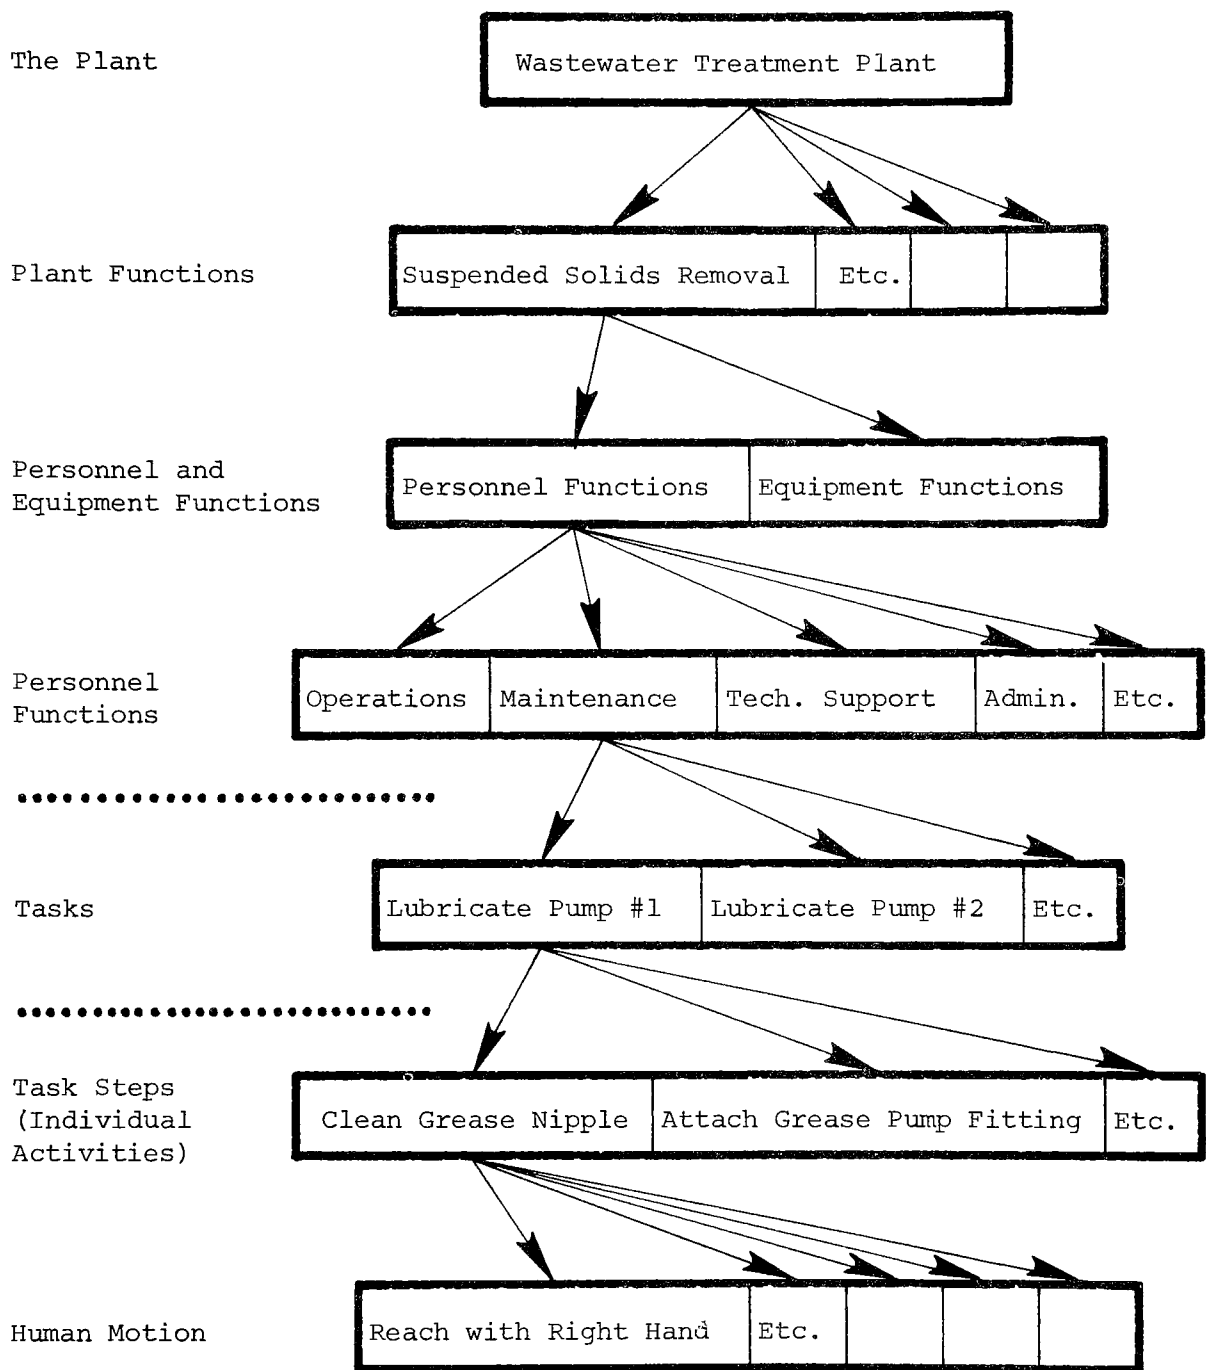 The Plant
Wastewater Treatment Plant
Plant Functions
Suspended Solids Removal
Etc.
Personnel and
Equipment Functions
Personnel Functions
Equipment Functions
Personnel
Functions
Operations
Maintenance
Tech. Support
Admin.
Etc.
Tasks
Lubricate Pump #1
Lubricate Pump #2
Etc.
Task Steps
(Individual
Activities)
Clean Grease Nipple
Attach Grease Pump Fitting
Etc.
Human Motion
Reach with Right Hand
Etc.